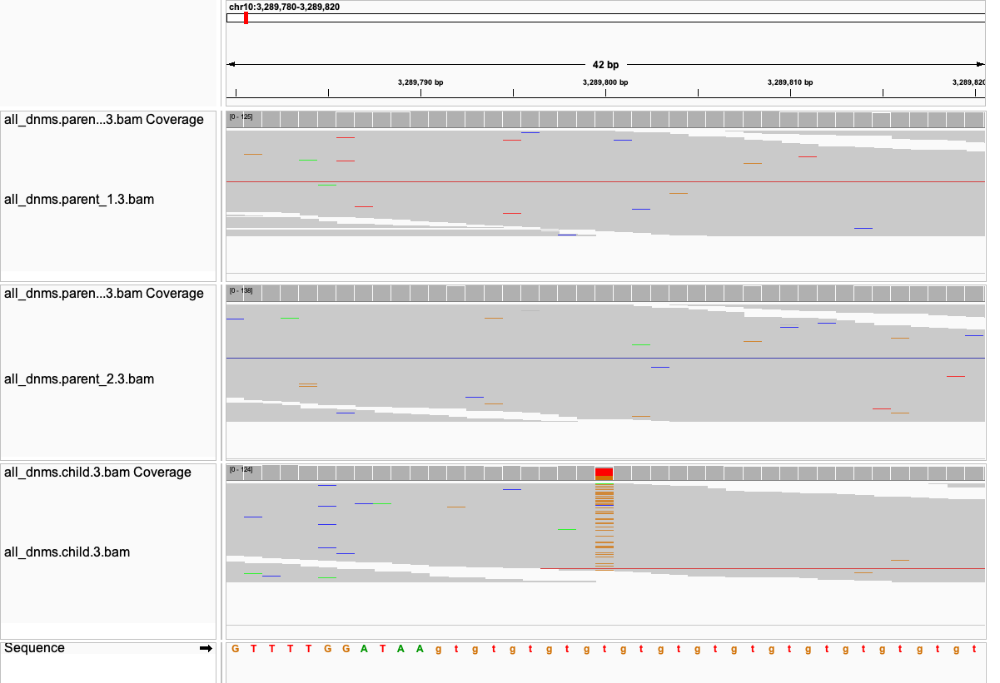 chr10:3,289,780-3,289,820
42 bp
3,289,790 bp 3,289,800 bp 3,289,810 bp 3,289,820
all_dnms.paren...3.bam Coverage [0 - 125]
all_dnms.parent_1.3.bam
all_dnms.paren...3.bam Coverage [0 - 138]
all_dnms.parent_2.3.bam
all_dnms.child.3.bam Coverage [0 - 124]
all_dnms.child.3.bam
Sequence G T T T T G G A T A A g t g t g t g t g t g t g t g t g t g t g t g t g t g t g t